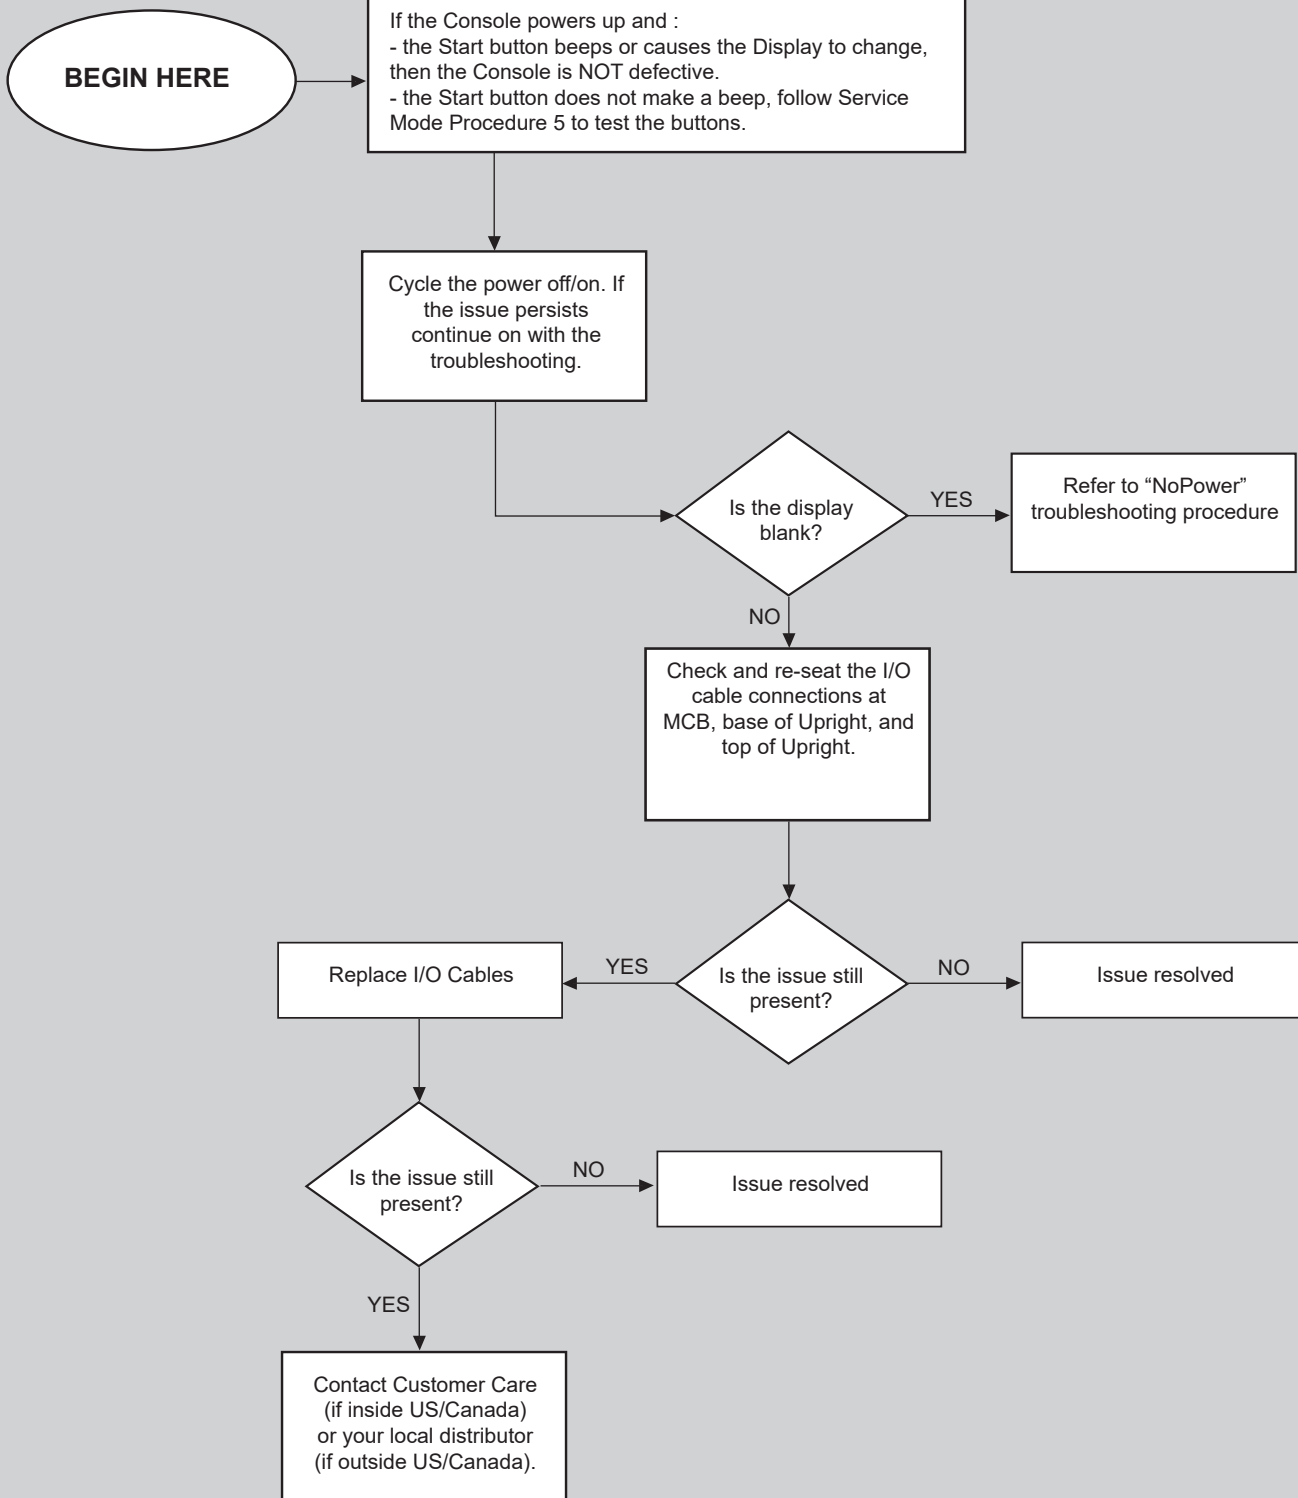 BEGIN HERE
If the Console powers up and :
- the Start button beeps or causes the Display to change,
then the Console is NOT defective.
- the Start button does not make a beep, follow Service
Mode Procedure 5 to test the buttons.
Cycle the power off/on. If
the issue persists
continue on with the
troubleshooting.
Is the display
blank?
YES
Refer to “NoPower”
troubleshooting procedure
NO
Check and re-seat the I/O
cable connections at
MCB, base of Upright, and
top of Upright.
Is the issue still
present?
NO
Issue resolved
YES
Replace I/O Cables
Is the issue still
present?
NO
Issue resolved
YES
Contact Customer Care
(if inside US/Canada)
or your local distributor
(if outside US/Canada).